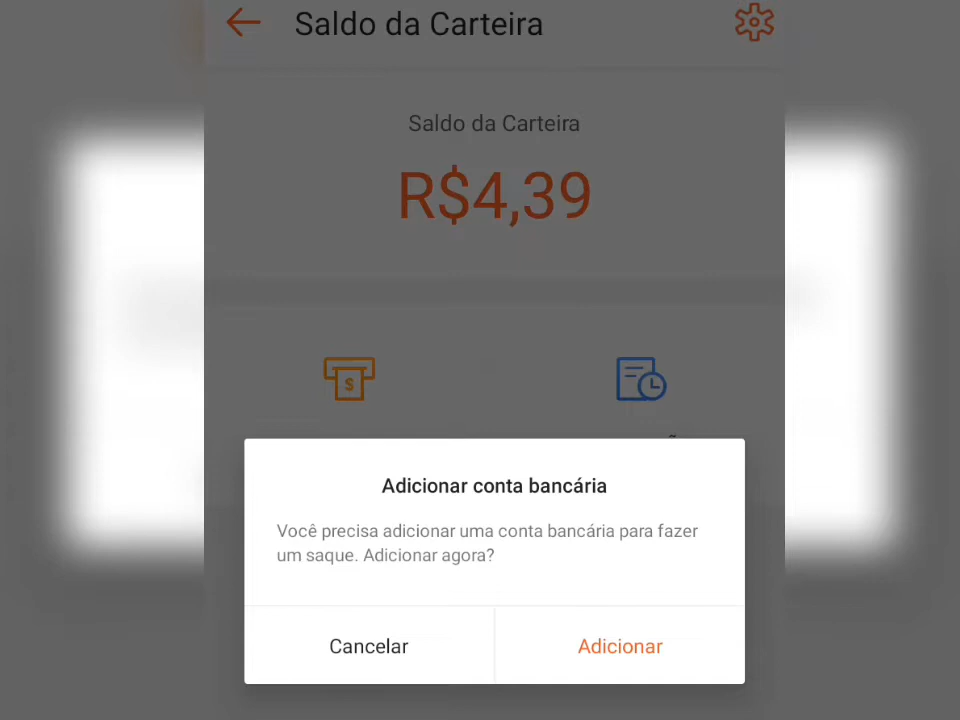 Saldo da Carteira
Saldo da Carteira
R$4,39
$
Adicionar conta bancária
Você precisa adicionar uma conta bancária para fazer
um saque. Adicionar agora?
Cancelar
Adicionar